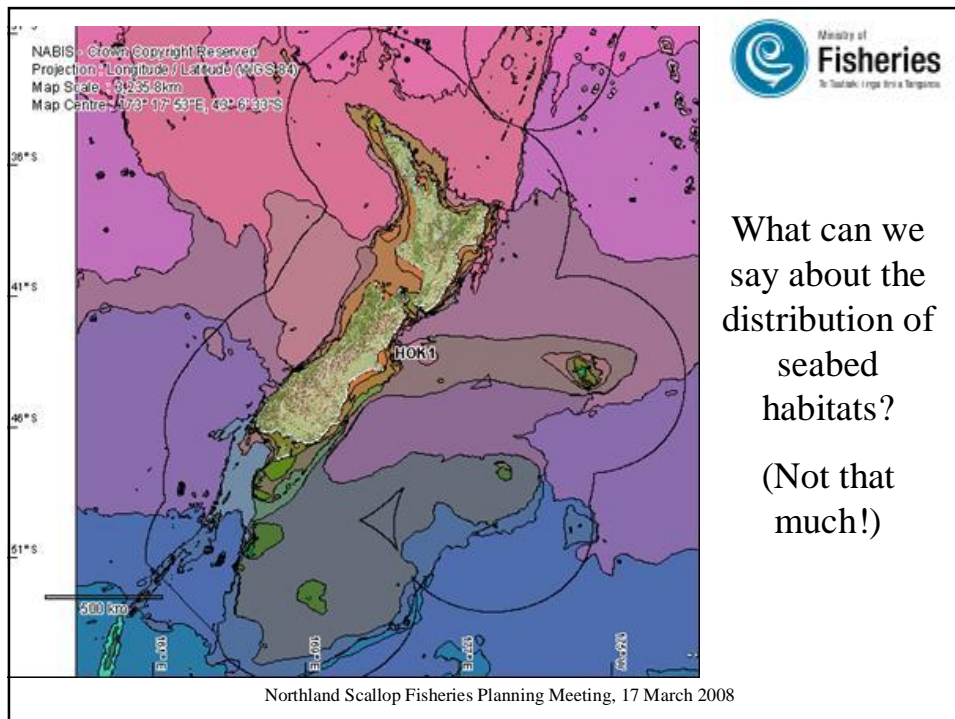 NABIS - Crown Copyright Reserved
Projection : Longitude / Latitude (WGS 84)
Map Scale : 3,235.8km
Map Centre : 173° 17' 53"E, 43° 6' 33"S
Ministry of
Fisheries
36° S
41° S
HOK1
46° S
51° S
500 km
What can we
say about the
distribution of
seabed
habitats?
(Not that
much!)
Northland Scallop Fisheries Planning Meeting, 17 March 2008